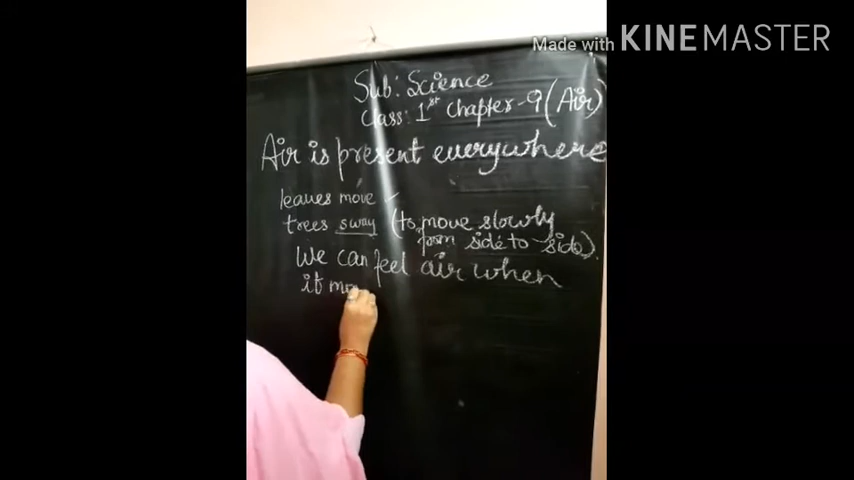 Made with KINEMASTER
Sub: Science
Class: 1st Chapter-9 (Air)
Air is present everywhere
leaves move
trees sway (to move slowly
from side to side).
We can feel air when
it mo